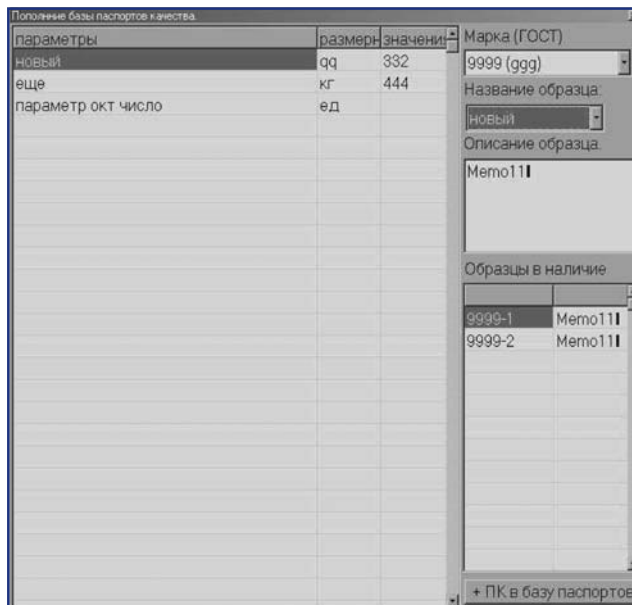 Пополнние базы паспортов качества.
параметры размерн значения
новый qq 332
еще кг 444
параметр окт число ед
Марка (ГОСТ)
9999 (ggg)
Название образца:
новый
Описание образца.
Memo11
Образцы в наличие
9999-1 Memo11
9999-2 Memo11
+ ПК в базу паспортов